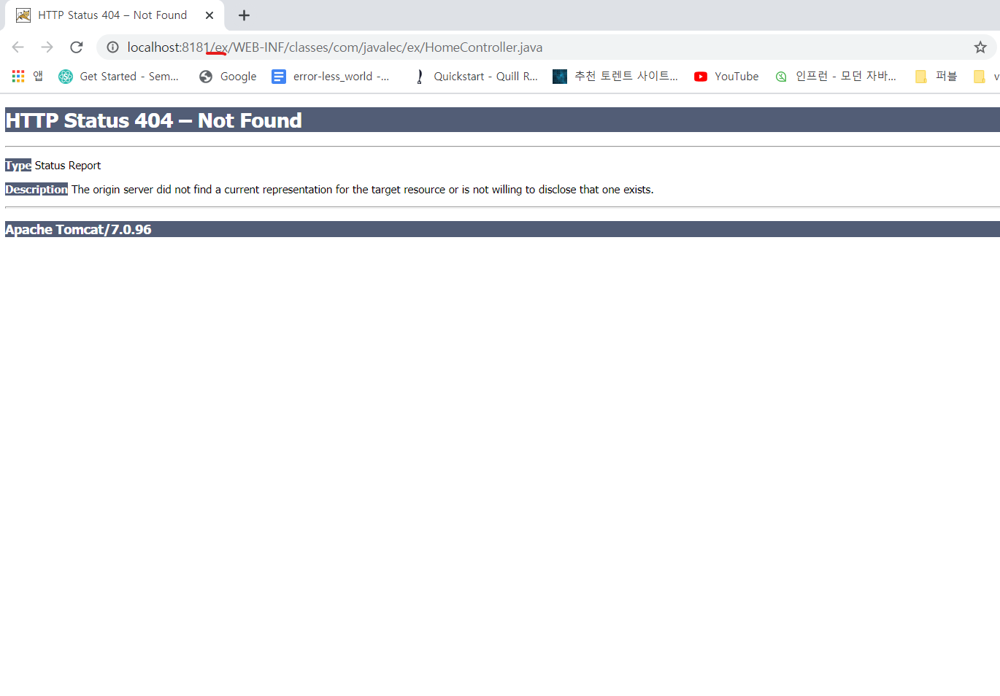 HTTP Status 404 – Not Found
localhost:8181/ex/WEB-INF/classes/com/javalec/ex/HomeController.java
앱 Get Started - Sem... Google error-less_world -... Quickstart - Quill R... 추천 토렌트 사이트... YouTube 인프런 - 모던 자바... 퍼블 v
HTTP Status 404 – Not Found
Type Status Report
Description The origin server did not find a current representation for the target resource or is not willing to disclose that one exists.
Apache Tomcat/7.0.96